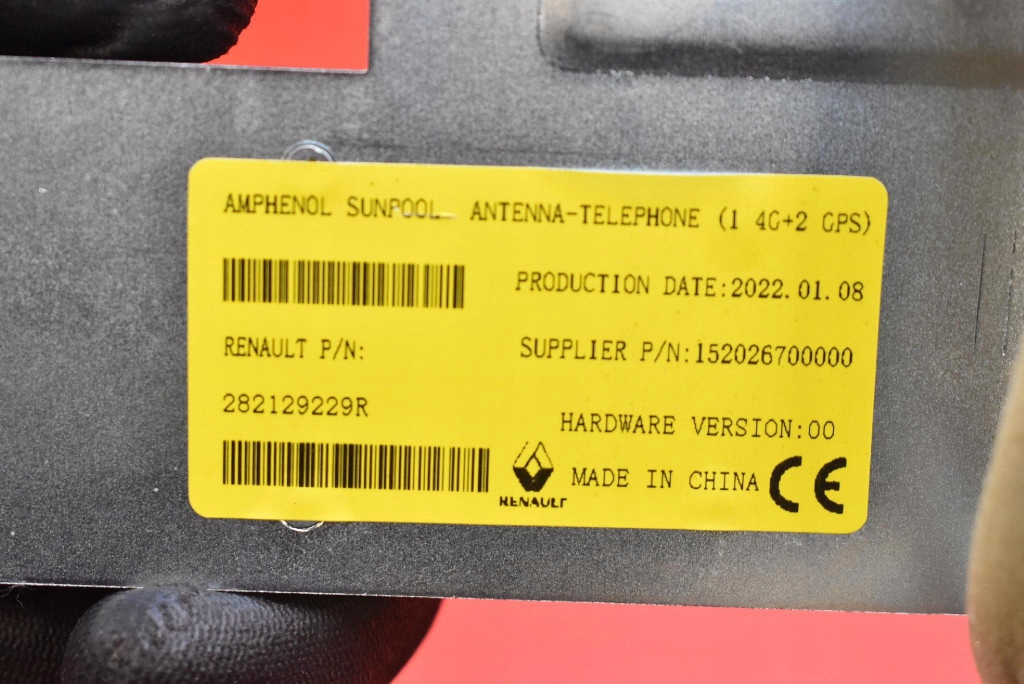 AMPHENOL SUNPOOL ANTENNA-TELEPHONE (1 4G+2 GPS)
PRODUCTION DATE:2022.01.08
RENAULT P/N:
SUPPLIER P/N:152026700000
282129229R
HARDWARE VERSION:00
RENAULT
MADE IN CHINA CE